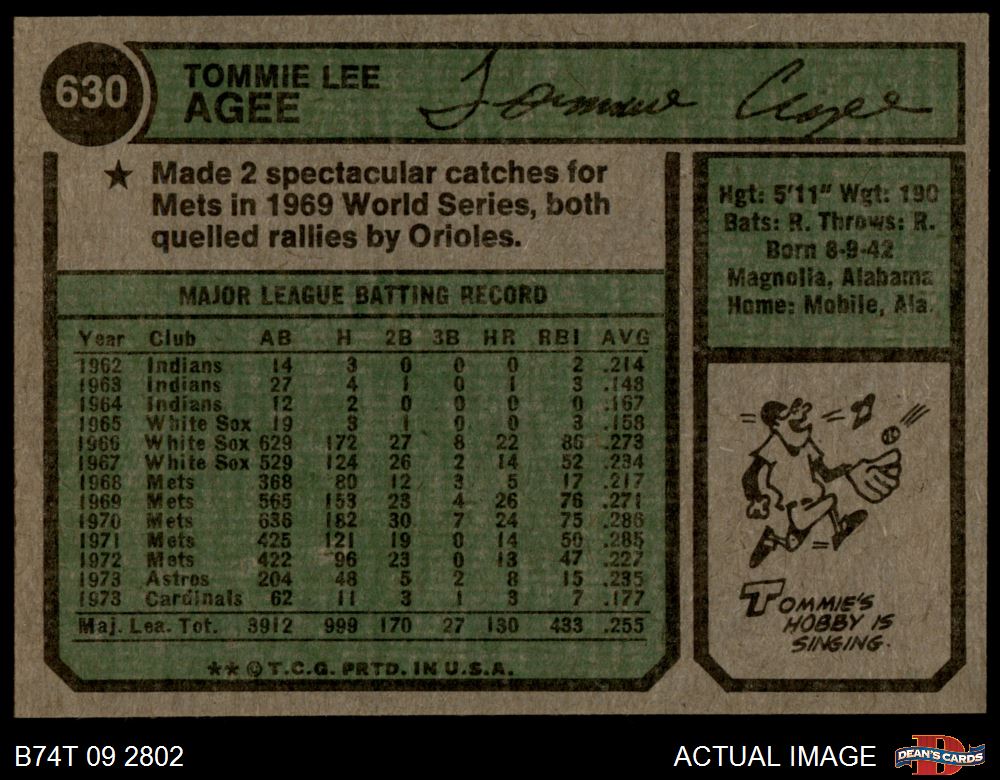 630
TOMMIE LEE
AGEE
Tommie Agee
★ Made 2 spectacular catches for
Mets in 1969 World Series, both
quelled rallies by Orioles.
MAJOR LEAGUE BATTING RECORD
Year Club AB H 2B 3B HR RBI AVG
1962 Indians 14 3 0 0 0 2 .214
1963 Indians 27 4 1 0 1 3 .148
1964 Indians 12 2 0 0 0 0 .167
1965 White Sox 19 3 1 0 0 3 .158
1966 White Sox 629 172 27 8 22 86 .273
1967 White Sox 529 124 26 2 14 52 .234
1968 Mets 368 80 12 3 5 17 .217
1969 Mets 565 153 23 4 26 76 .271
1970 Mets 636 182 30 7 24 75 .286
1971 Mets 425 121 19 0 14 50 .285
1972 Mets 422 96 23 0 13 47 .227
1973 Astros 204 48 5 2 8 15 .235
1973 Cardinals 62 11 3 1 3 7 .177
Maj. Lea. Tot. 3912 999 170 27 130 433 .255
★★ © T.C.G. PRTD. IN U.S.A.
Hgt: 5'11" Wgt: 190
Bats: R. Throws: R.
Born 8-9-42
Magnolia, Alabama
Home: Mobile, Ala.
TOMMIE'S
HOBBY IS
SINGING.
B74T 09 2802
ACTUAL IMAGE
D
DEAN'S CARDS